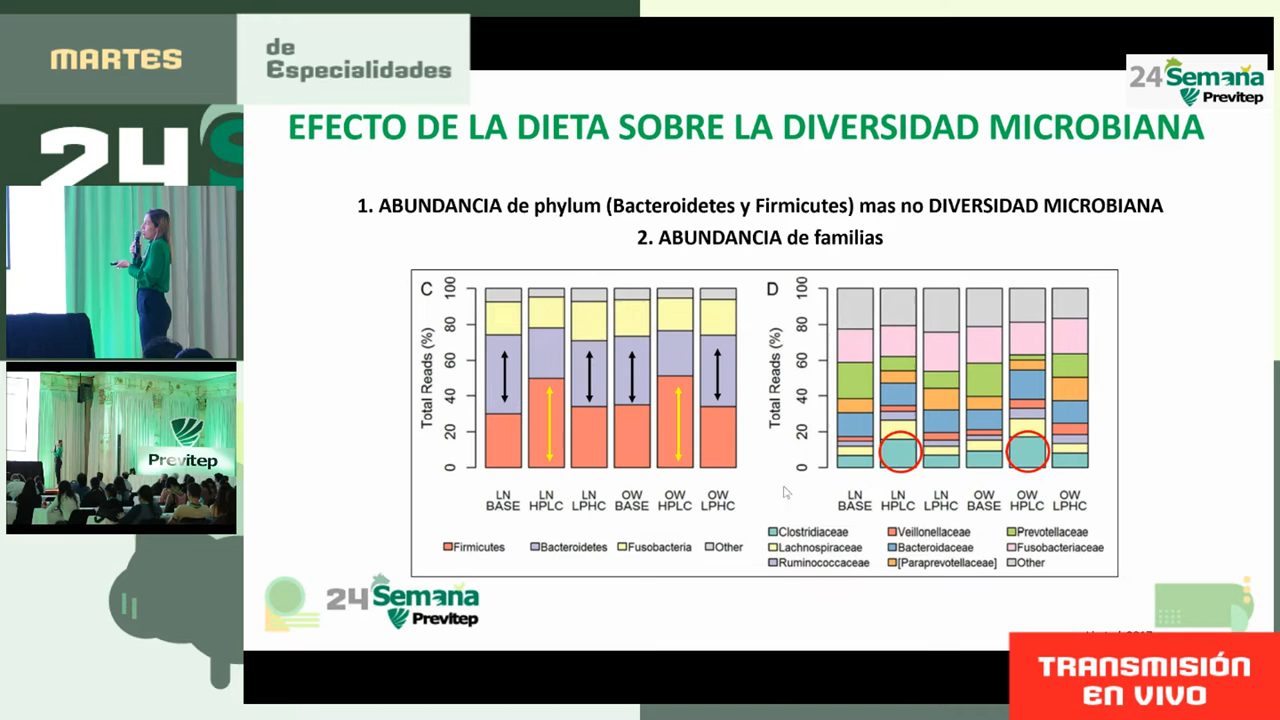 MARTES
de
Especialidades
24 Semana
Previtep
24
EFECTO DE LA DIETA SOBRE LA DIVERSIDAD MICROBIANA
1. ABUNDANCIA de phylum (Bacteroidetes y Firmicutes) mas no DIVERSIDAD MICROBIANA
2. ABUNDANCIA de familias
C
Total Reads (%)
100
80
60
40
20
0
LN BASE
LN HPLC
LN LPHC
OW BASE
OW HPLC
OW LPHC
Firmicutes
Bacteroidetes
Fusobacteria
Other
D
Total Reads (%)
100
80
60
40
20
0
LN BASE
LN HPLC
LN LPHC
OW BASE
OW HPLC
OW LPHC
Clostridiaceae
Veillonellaceae
Prevotellaceae
Lachnospiraceae
Bacteroidaceae
Fusobacteriaceae
Ruminococcaceae
[Paraprevotellaceae]
Other
Previtep
24 Semana
Previtep
TRANSMISIÓN
EN VIVO